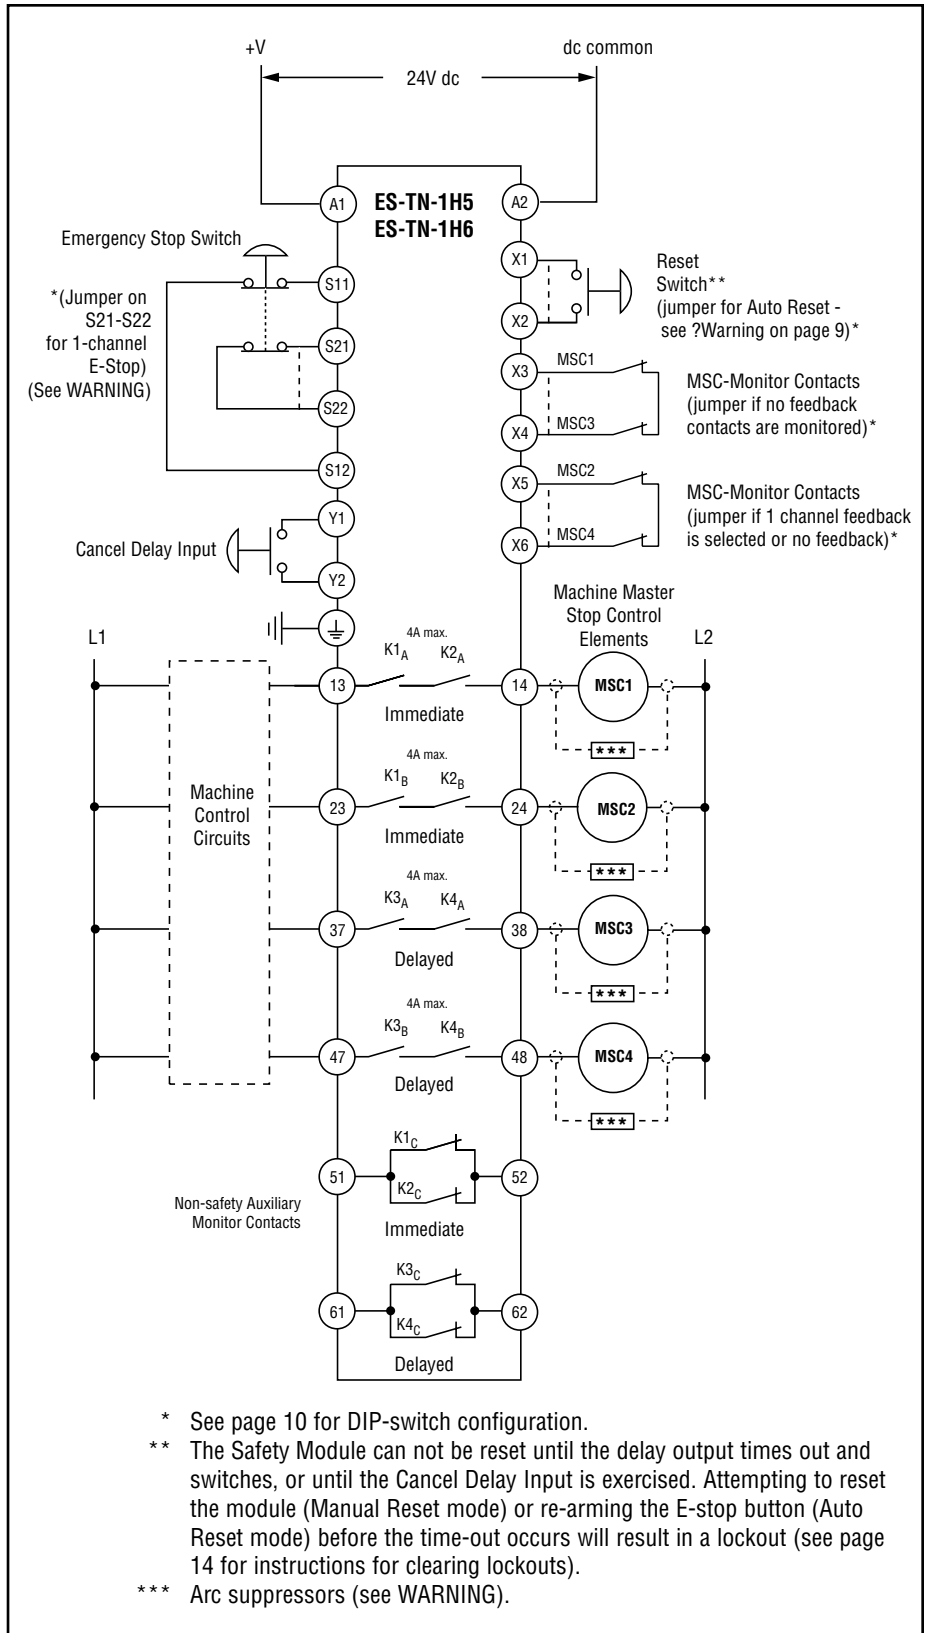 +V
dc common
24V dc
A1
ES-TN-1H5
ES-TN-1H6
A2
Emergency Stop Switch
*(Jumper on
S21-S22
for 1-channel
E-Stop)
(See WARNING)
S11
S21
S22
S12
X1
X2
Reset
Switch**
(jumper for Auto Reset -
see ?Warning on page 9)*
X3
MSC1
X4
MSC3
MSC-Monitor Contacts
(jumper if no feedback
contacts are monitored)*
X5
MSC2
X6
MSC4
MSC-Monitor Contacts
(jumper if 1 channel feedback
is selected or no feedback)*
Cancel Delay Input
Y1
Y2
Machine Master
Stop Control
Elements
L1
L2
Machine
Control
Circuits
4A max.
K1A K2A
13
14
Immediate
MSC1
***
4A max.
K1B K2B
23
24
Immediate
MSC2
***
4A max.
K3A K4A
37
38
Delayed
MSC3
***
4A max.
K3B K4B
47
48
Delayed
MSC4
***
Non-safety Auxiliary
Monitor Contacts
K1C
51
52
K2C
Immediate
K3C
61
62
K4C
Delayed
* See page 10 for DIP-switch configuration.
** The Safety Module can not be reset until the delay output times out and
switches, or until the Cancel Delay Input is exercised. Attempting to reset
the module (Manual Reset mode) or re-arming the E-stop button (Auto
Reset mode) before the time-out occurs will result in a lockout (see page
14 for instructions for clearing lockouts).
*** Arc suppressors (see WARNING).